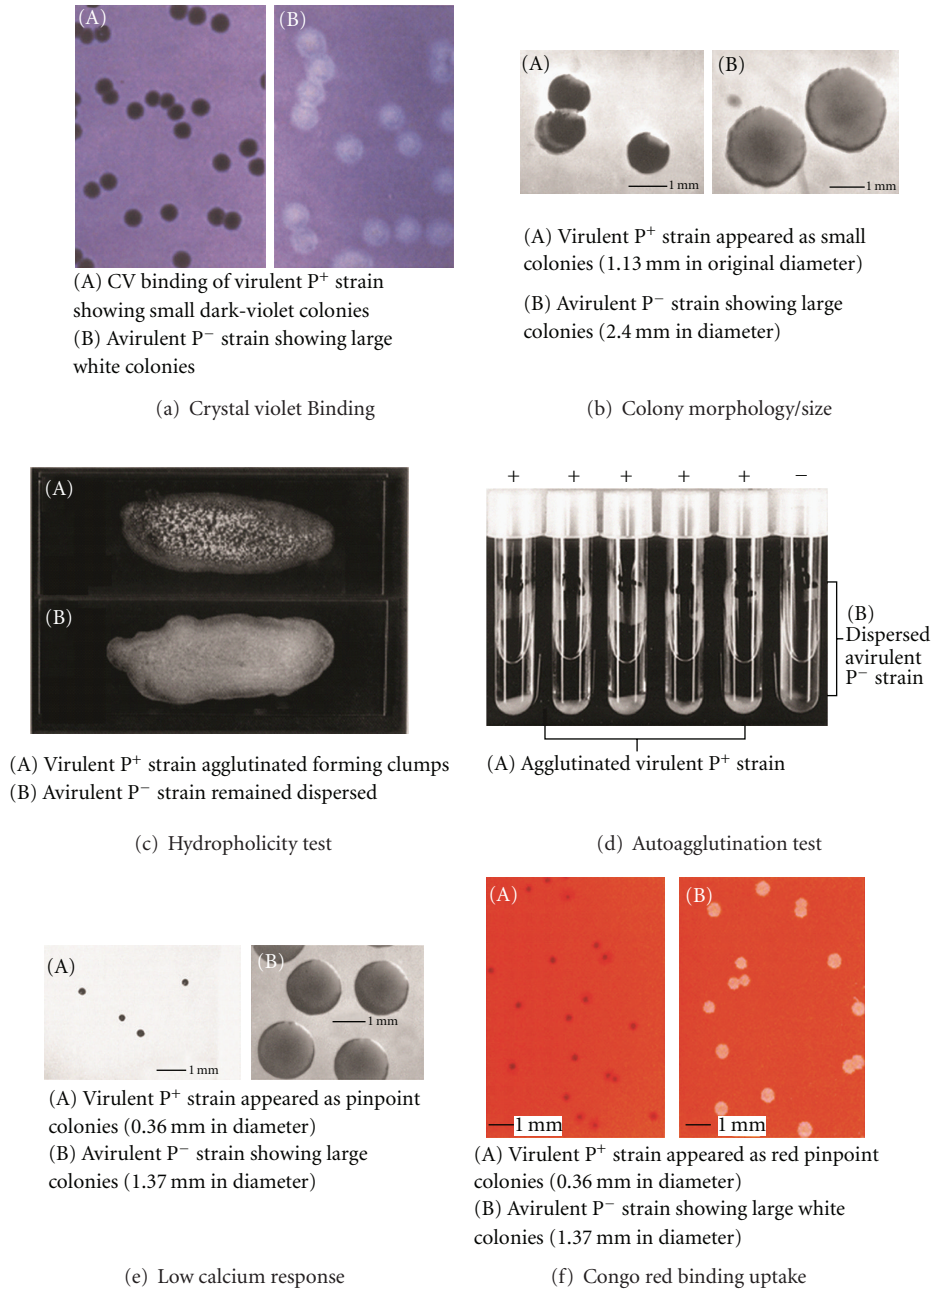 (A)
(B)
(A) CV binding of virulent P+ strain
showing small dark-violet colonies
(B) Avirulent P− strain showing large
white colonies
(a) Crystal violet Binding
(A)
(B)
1 mm
1 mm
(A) Virulent P+ strain appeared as small
colonies (1.13 mm in original diameter)
(B) Avirulent P− strain showing large
colonies (2.4 mm in diameter)
(b) Colony morphology/size
(A)
(B)
(A) Virulent P+ strain agglutinated forming clumps
(B) Avirulent P− strain remained dispersed
(c) Hydropholicity test
+ + + + + −
(B)
Dispersed
avirulent
P− strain
(A) Agglutinated virulent P+ strain
(d) Autoagglutination test
(A)
(B)
1 mm
1 mm
(A) Virulent P+ strain appeared as pinpoint
colonies (0.36 mm in diameter)
(B) Avirulent P− strain showing large
colonies (1.37 mm in diameter)
(e) Low calcium response
(A)
(B)
1 mm
1 mm
(A) Virulent P+ strain appeared as red pinpoint
colonies (0.36 mm in diameter)
(B) Avirulent P− strain showing large white
colonies (1.37 mm in diameter)
(f) Congo red binding uptake